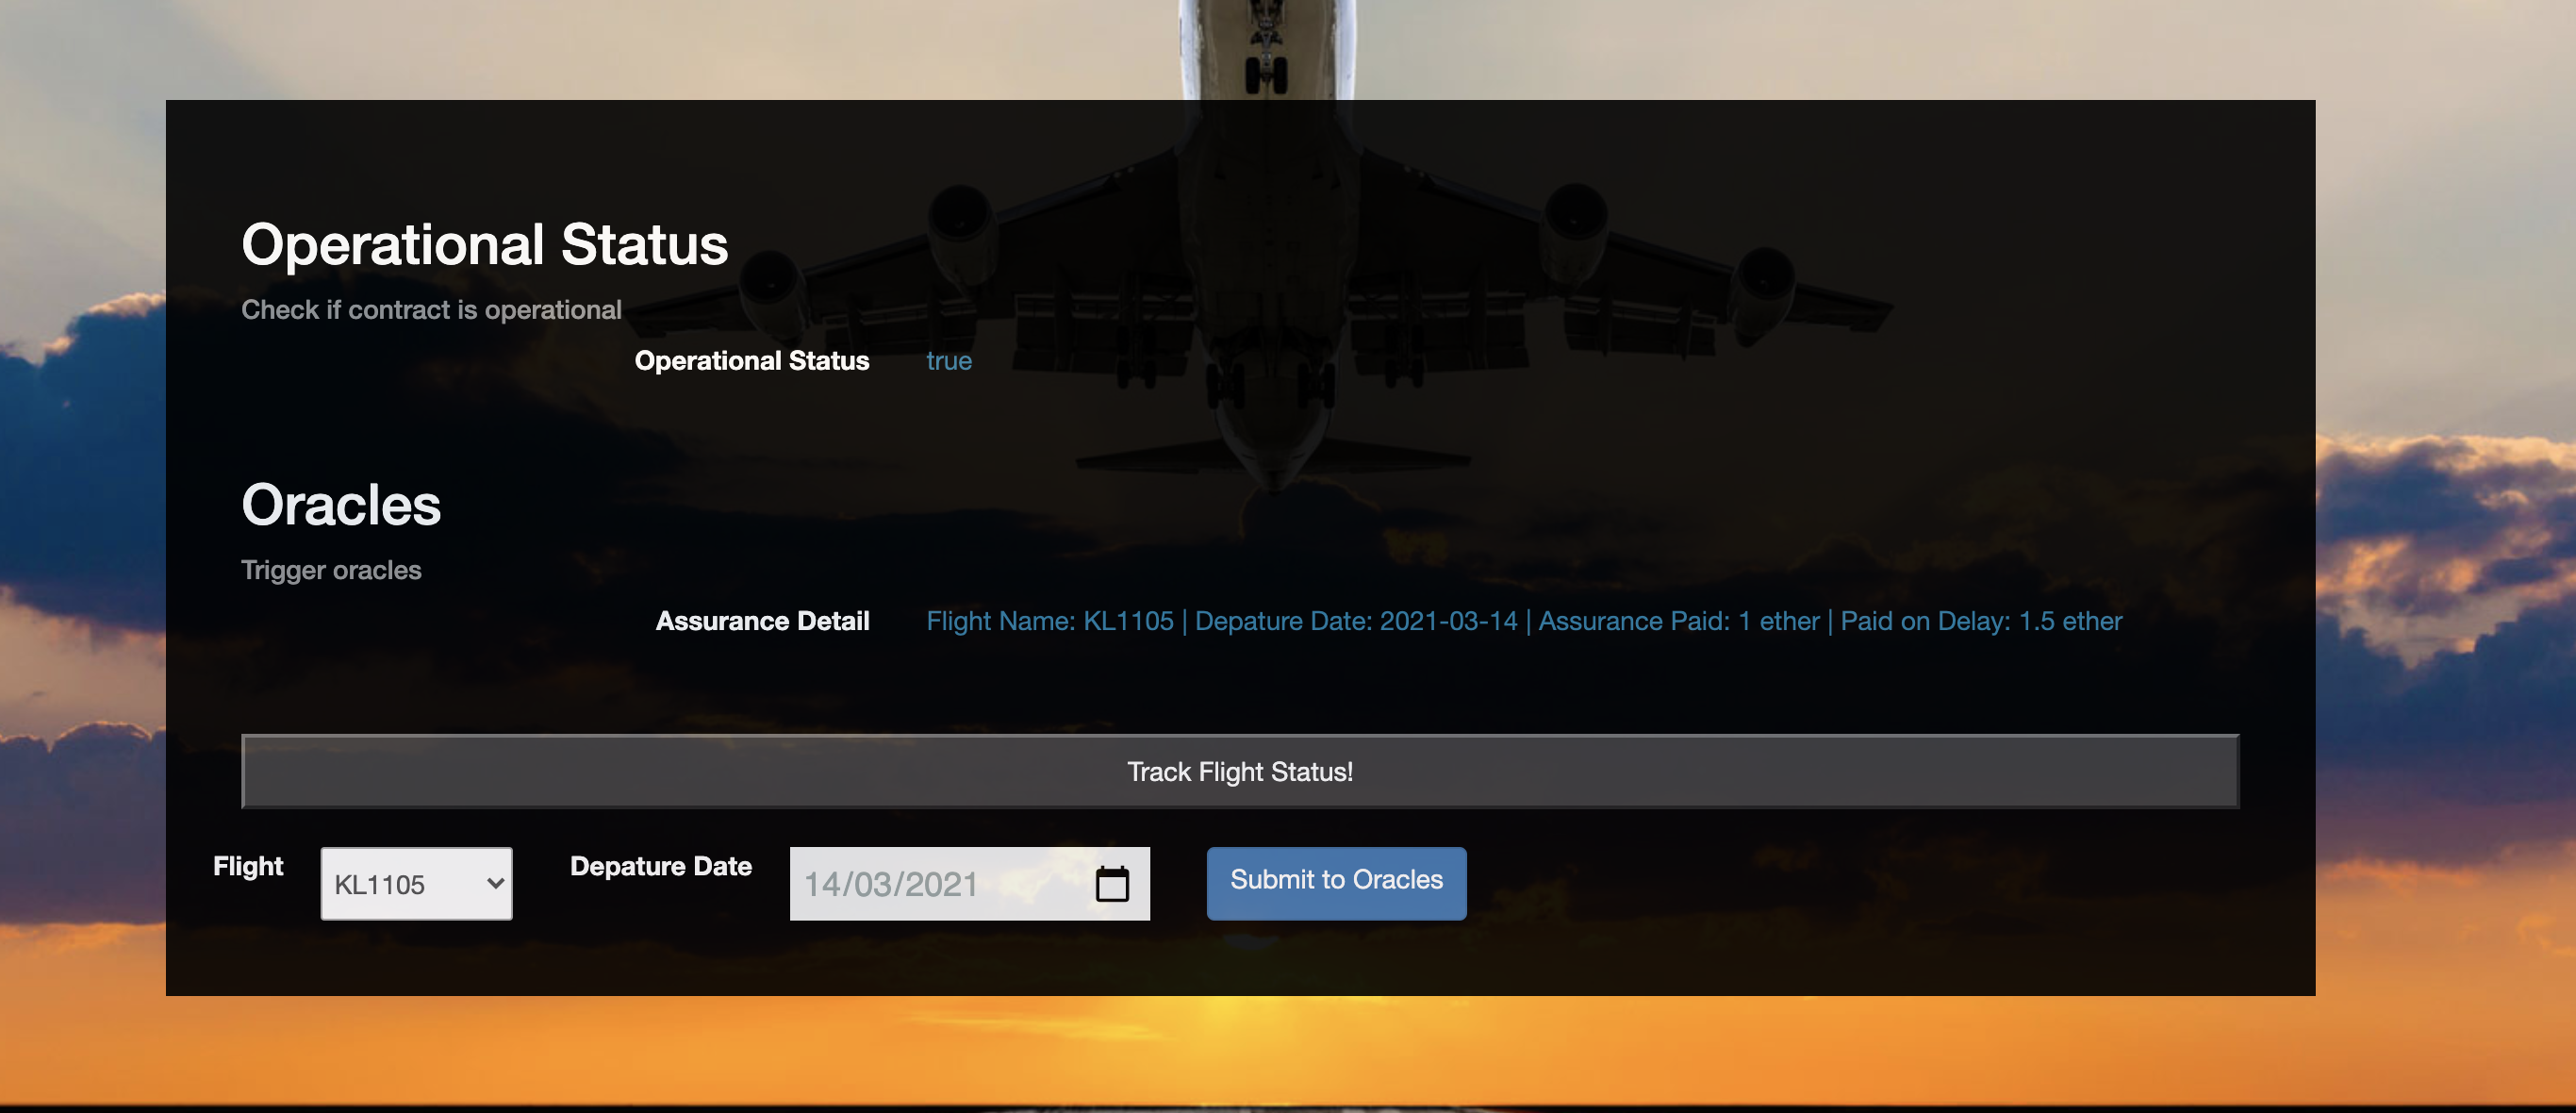 Operational Status
Check if contract is operational
Operational Status true
Oracles
Trigger oracles
Assurance Detail Flight Name: KL1105 | Depature Date: 2021-03-14 | Assurance Paid: 1 ether | Paid on Delay: 1.5 ether
Track Flight Status!
Flight KL1105 Depature Date 14/03/2021 Submit to Oracles